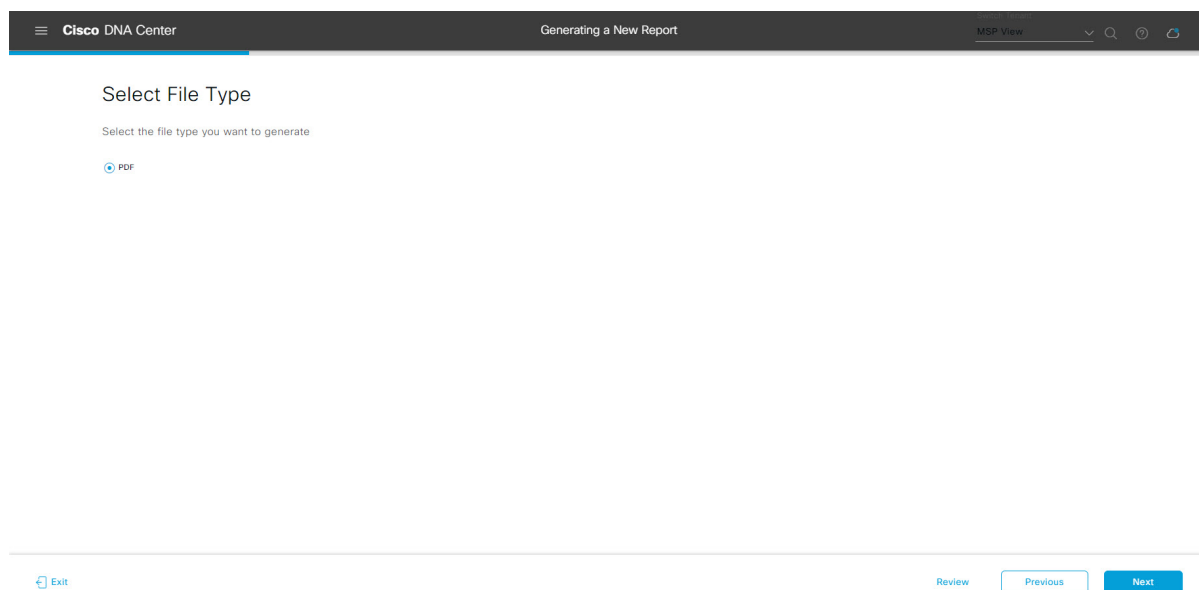 Cisco DNA Center
Generating a New Report
MSP View
Select File Type
Select the file type you want to generate
PDF
Exit
Review
Previous
Next